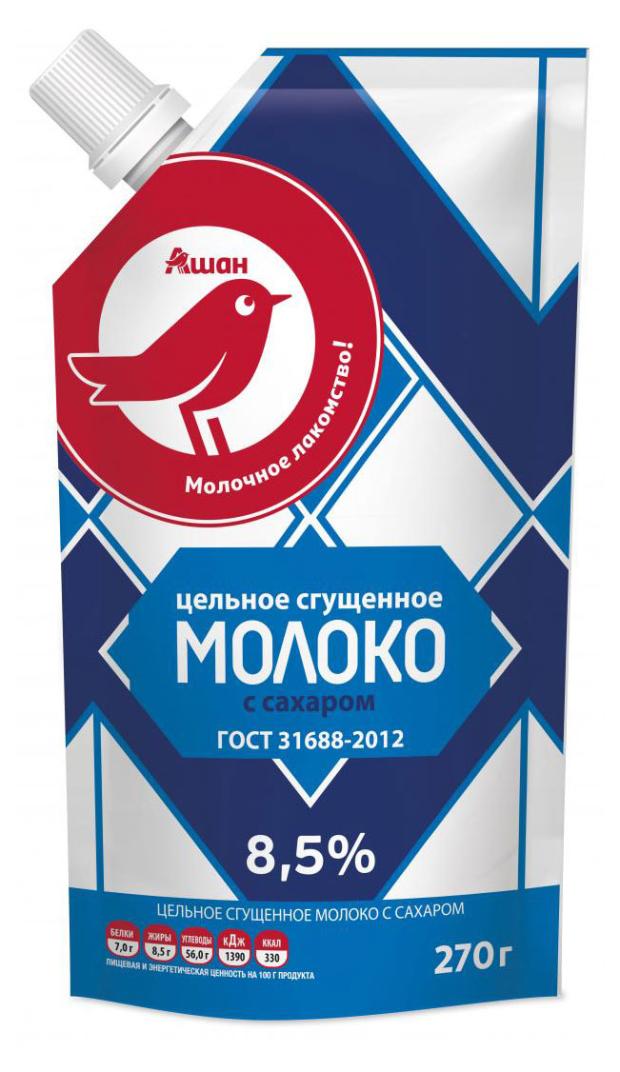 Ашан
Молочное лакомство!
цельное сгущенное
МОЛОКО
с сахаром
ГОСТ 31688-2012
8,5%
ЦЕЛЬНОЕ СГУЩЕННОЕ МОЛОКО С САХАРОМ
БЕЛКИ ЖИРЫ УГЛЕВОДЫ кДж ККАЛ
7,0 г 8,5 г 56,0 г 1390 330
ПИЩЕВАЯ И ЭНЕРГЕТИЧЕСКАЯ ЦЕННОСТЬ НА 100 Г ПРОДУКТА
270 г